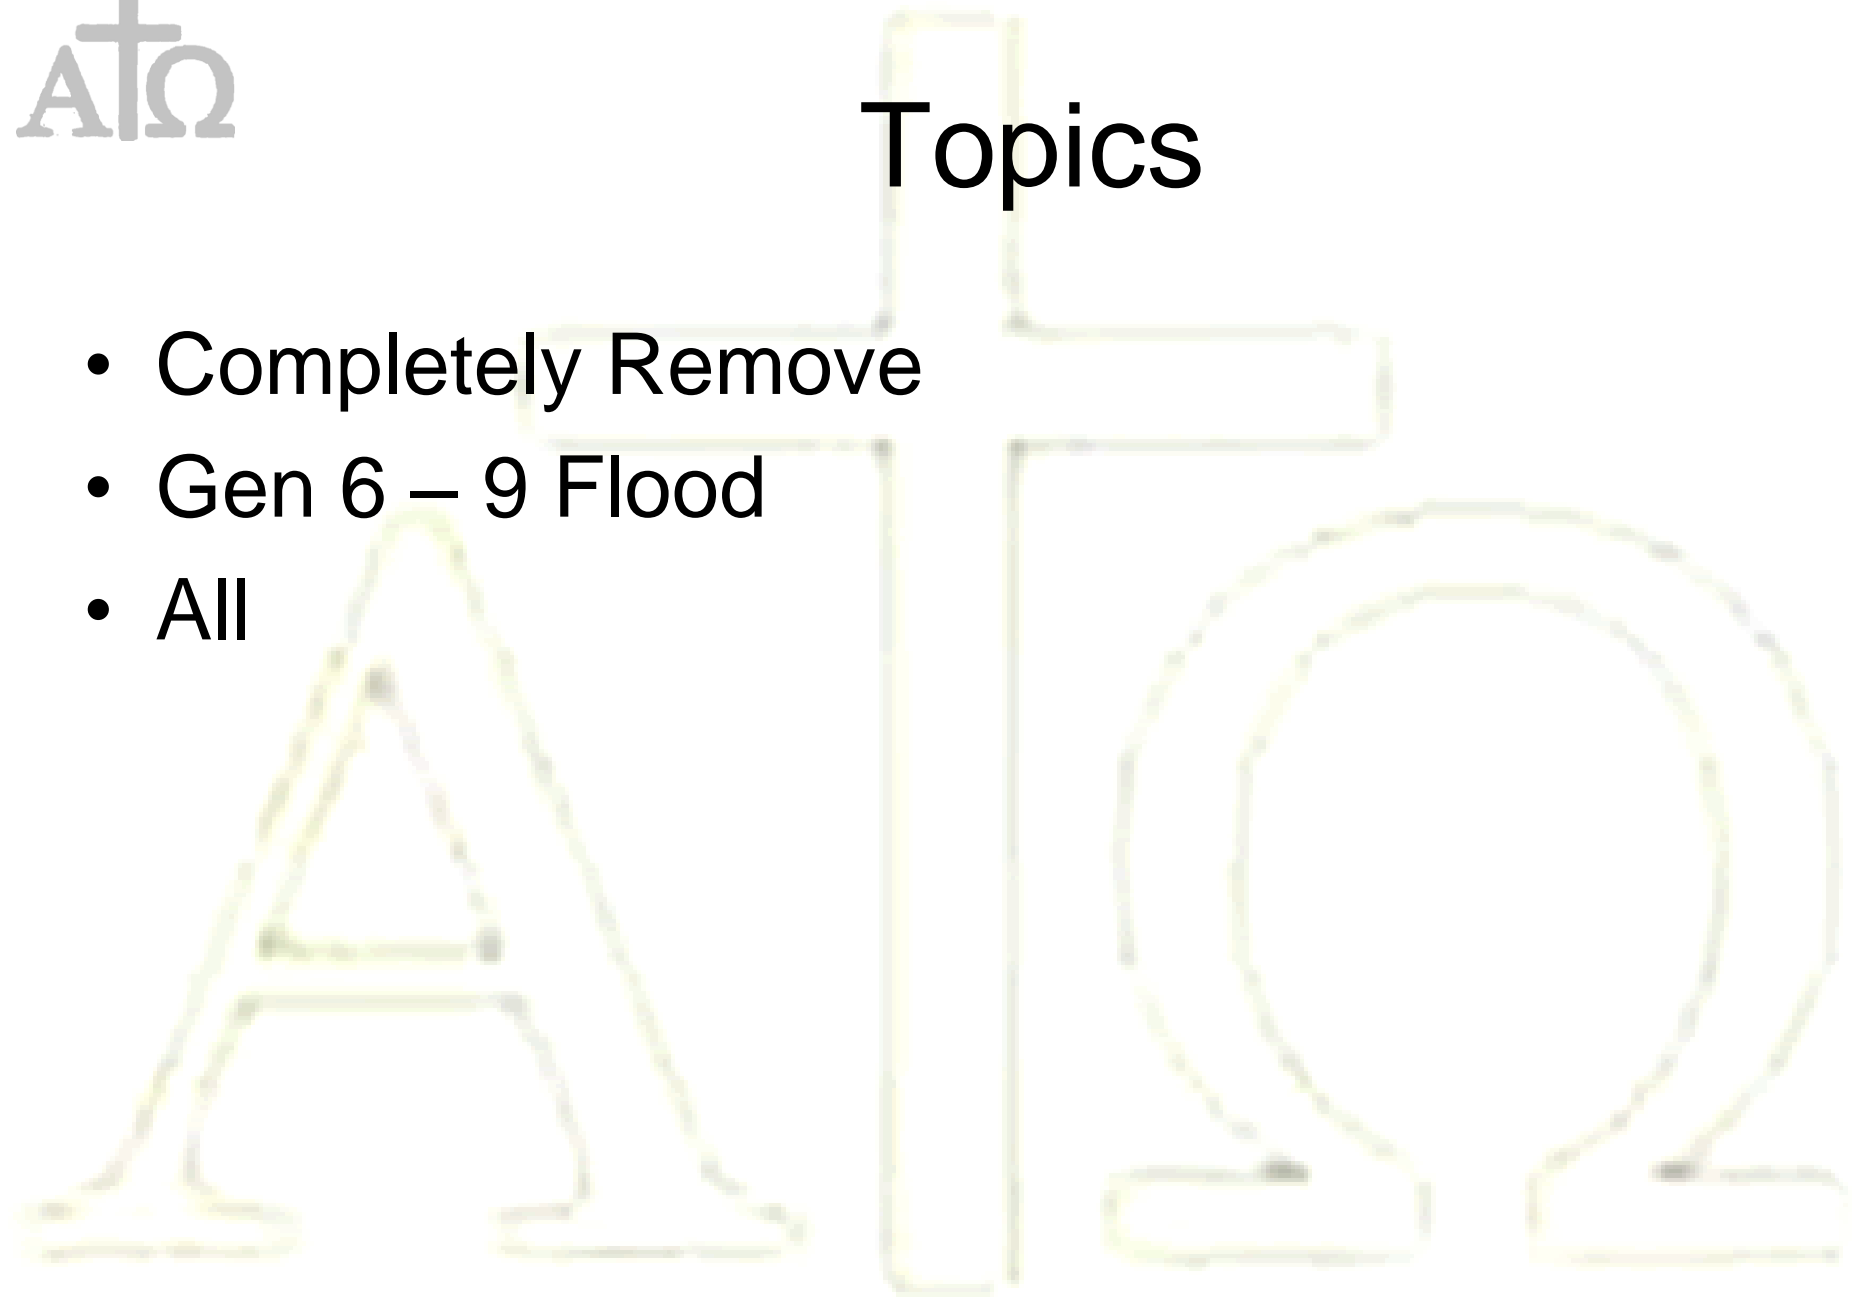 Α Ω
Topics
• Completely Remove
• Gen 6 – 9 Flood
• All
Α Ω